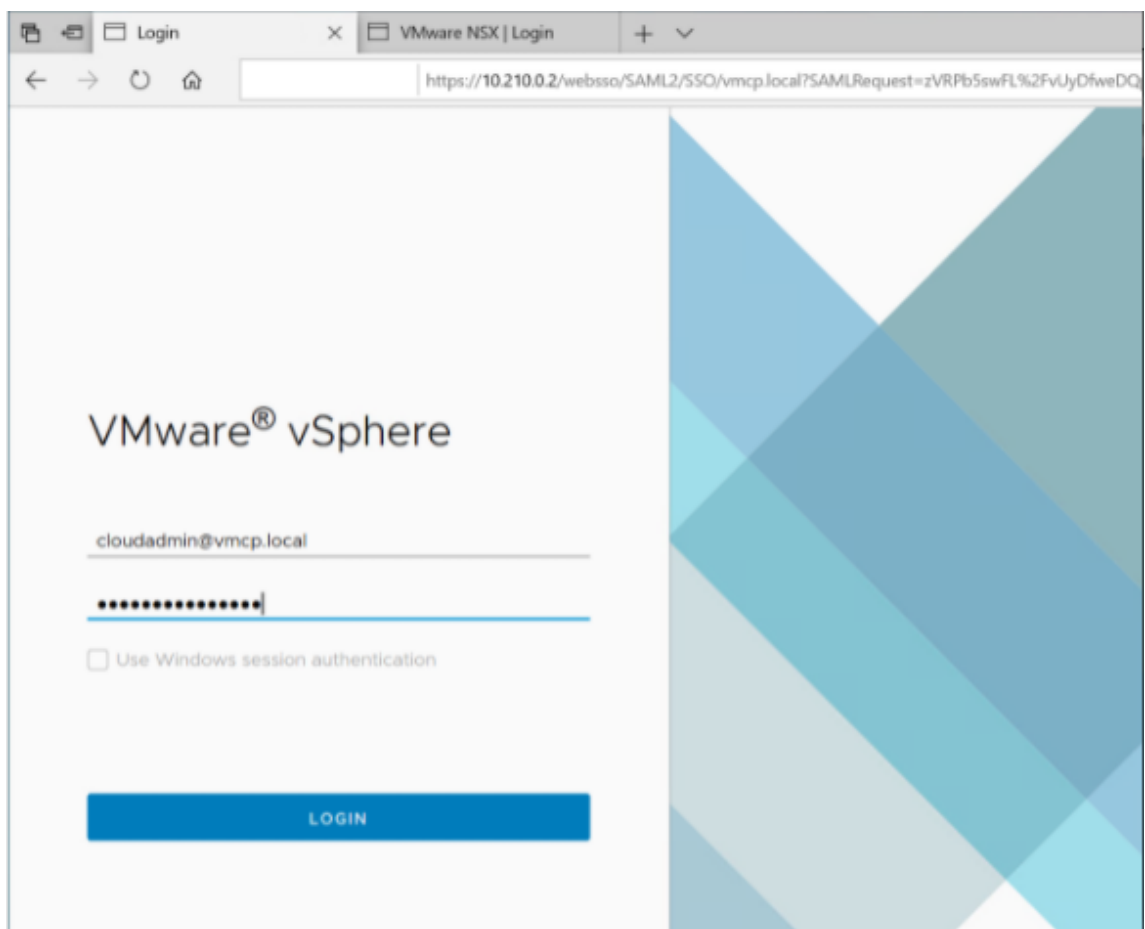 Login
VMware NSX | Login
https://10.210.0.2/websso/SAML2/SSO/vmcp.local?SAMLRequest=zVRPb5swFL%2FvUyDfweDQ
VMware® vSphere
cloudadmin@vmcp.local
Use Windows session authentication
LOGIN